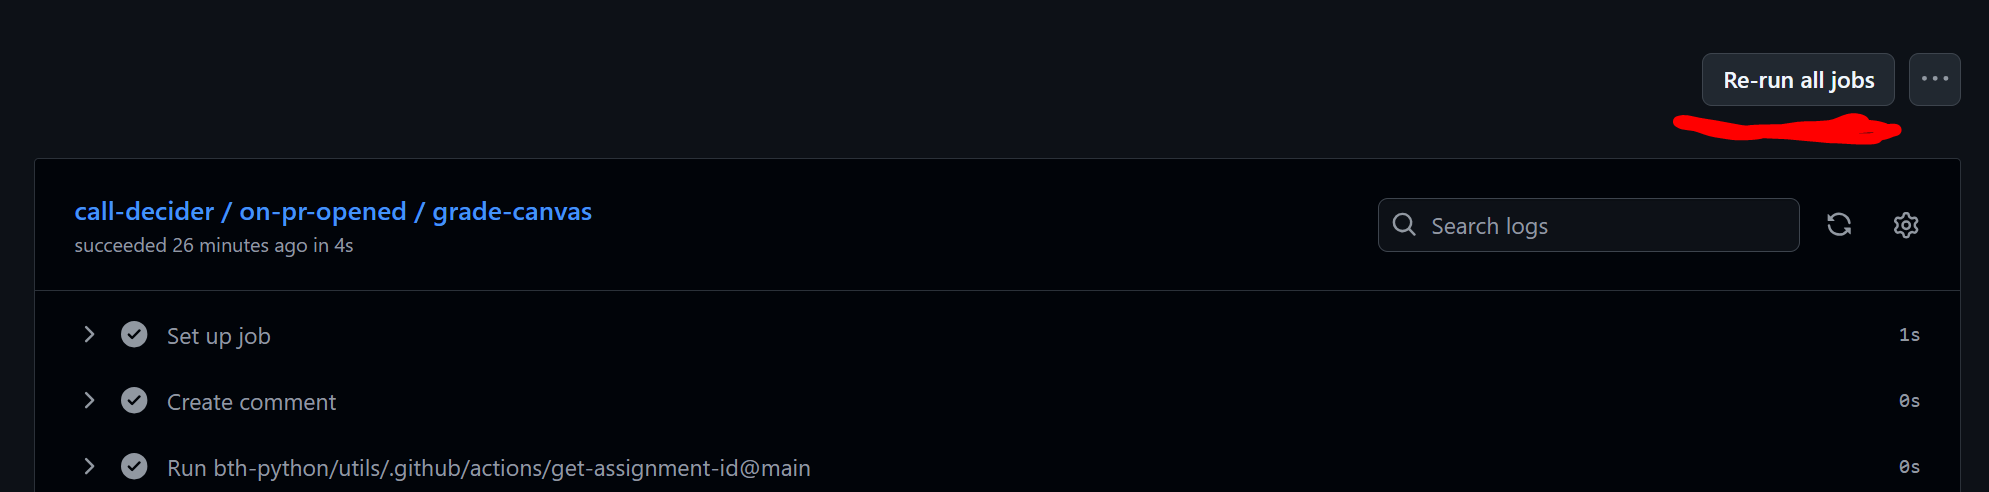 Re-run all jobs
call-decider / on-pr-opened / grade-canvas
succeeded 26 minutes ago in 4s
Search logs
Set up job 1s
Create comment 0s
Run bth-python/utils/.github/actions/get-assignment-id@main 0s